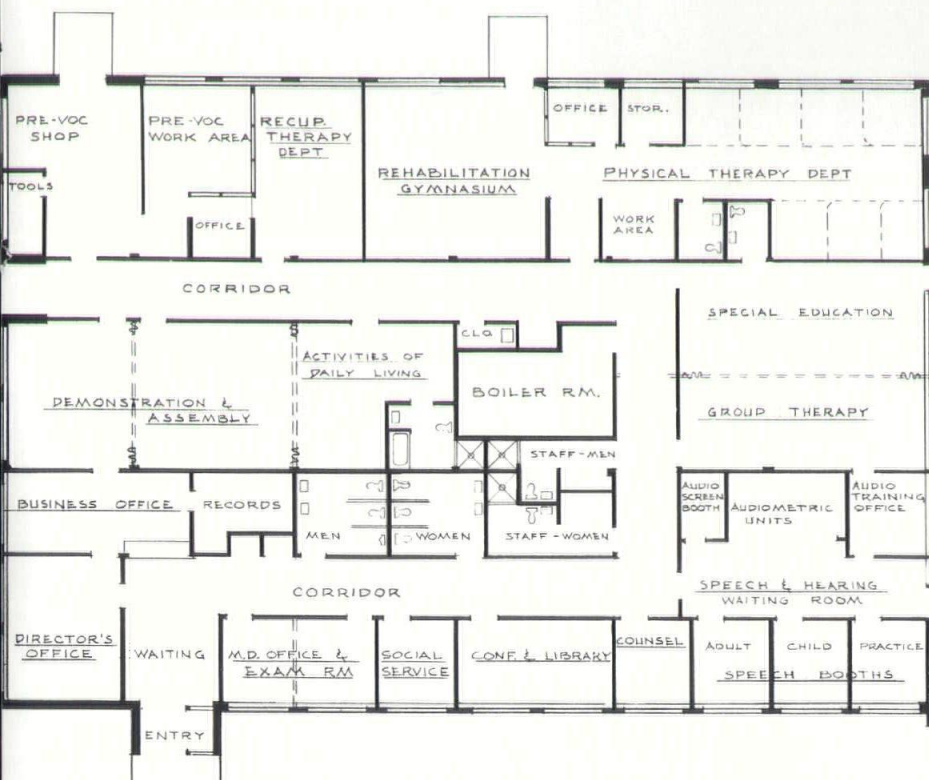 PRE-VOC
SHOP
PRE-VOC
WORK AREA
RECUP.
THERAPY
DEPT
OFFICE
STOR.
TOOLS
REHABILITATION
GYMNASIUM
PHYSICAL THERAPY DEPT
OFFICE
WORK
AREA
CORRIDOR
SPECIAL EDUCATION
CLO
ACTIVITIES OF
DAILY LIVING
BOILER RM.
DEMONSTRATION &
ASSEMBLY
GROUP THERAPY
STAFF-MEN
BUSINESS OFFICE
RECORDS
MEN
WOMEN
STAFF-WOMEN
AUDIO
SCREEN
BOOTH
AUDIOMETRIC
UNITS
AUDIO
TRAINING
OFFICE
CORRIDOR
SPEECH & HEARING
WAITING ROOM
DIRECTOR'S
OFFICE
WAITING
M.D. OFFICE &
EXAM RM
SOCIAL
SERVICE
CONF. & LIBRARY
COUNSEL
ADULT
CHILD
PRACTICE
SPEECH BOOTHS
ENTRY